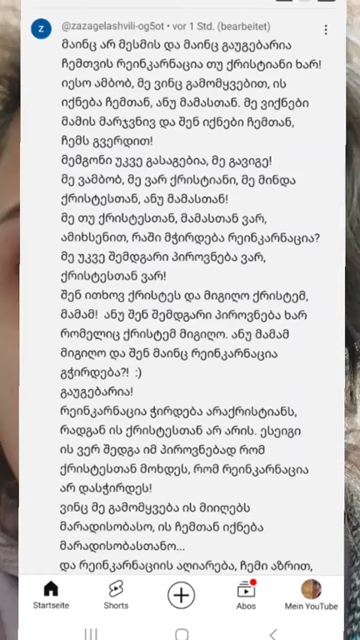 Z
@zazagelashvili-og5ot • vor 1 Std. (bearbeitet)
მაინც არ მესმის და მაინც გაუგებარია
ჩემთვის რეინკარნაცია თუ ქრისტიანი ხარ!
იესო ამბობ, მე ვინც გამომყვებით, ის
იქნება ჩემთან, ანუ მამასთან. მე ვიქნები
მამის მარჯვნივ და შენ იქნები ჩემთან,
ჩემს გვერდით!
მემგონი უკვე გასაგებია, მე გავიგე!
მე ვამბობ, მე ვარ ქრისტიანი, მე მინდა
ქრისტესთან, ანუ მამასთან!
მე თუ ქრისტესთან, მამასთან ვარ,
ამიხსენით, რაში მჭირდება რეინკარნაცია?
მე უკვე შემდგარი პიროვნება ვარ,
ქრისტესთან ვარ!
შენ ითხოვ ქრისტეს და მიგიღო ქრისტემ,
მამამ! ანუ შენ შემდგარი პიროვნება ხარ
რომელიც ქრისტემ მიგიღო. ანუ მამამ
მიგიღო და შენ მაინც რეინკარნაცია
გჭირდება?! :)
გაუგებარია!
რეინკარნაცია ჭირდება არაქრისტიანს,
რადგან ის ქრისტესთან არ არის. ესეიგი
ის ვერ შედგა იმ პიროვნებად რომ
ქრისტესთან მოხდეს, რომ რეინკარნაცია
არ დასჭირდეს!
ვინც მე გამომყვება ის მიიღებს
მარადისობასო, ის ჩემთან იქნება
მარადისობასთანო...
და რეინკარნაციის აღიარება, ჩემი აზრით,
Startseite Shorts Abos Mein YouTube